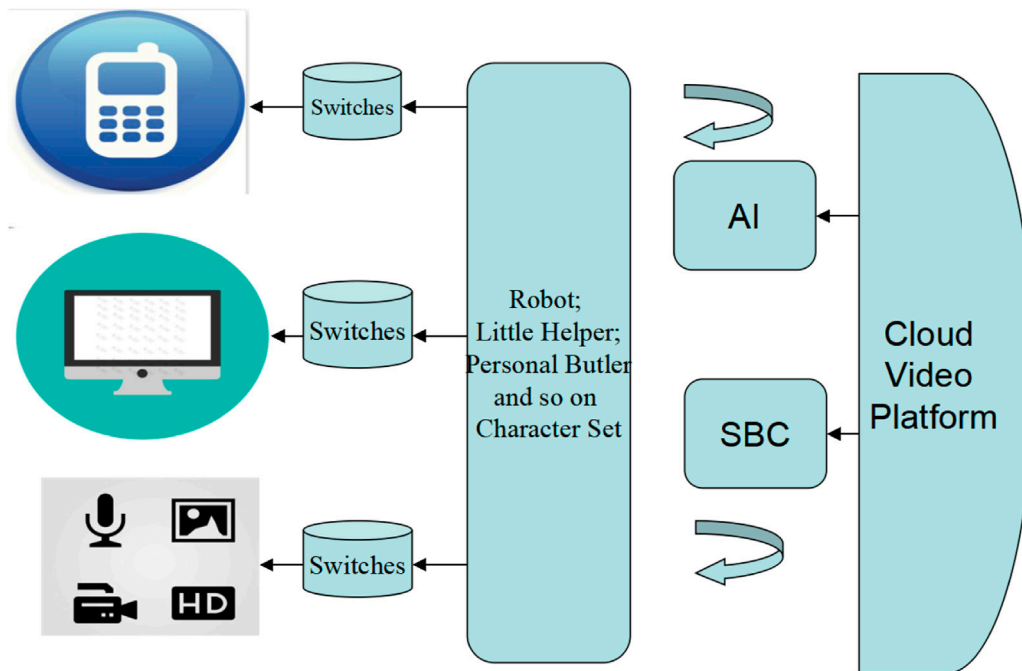 Switches
AI
Switches
Robot;
Little Helper;
Personal Butler
and so on
Character Set
Cloud
Video
Platform
SBC
Switches
HD